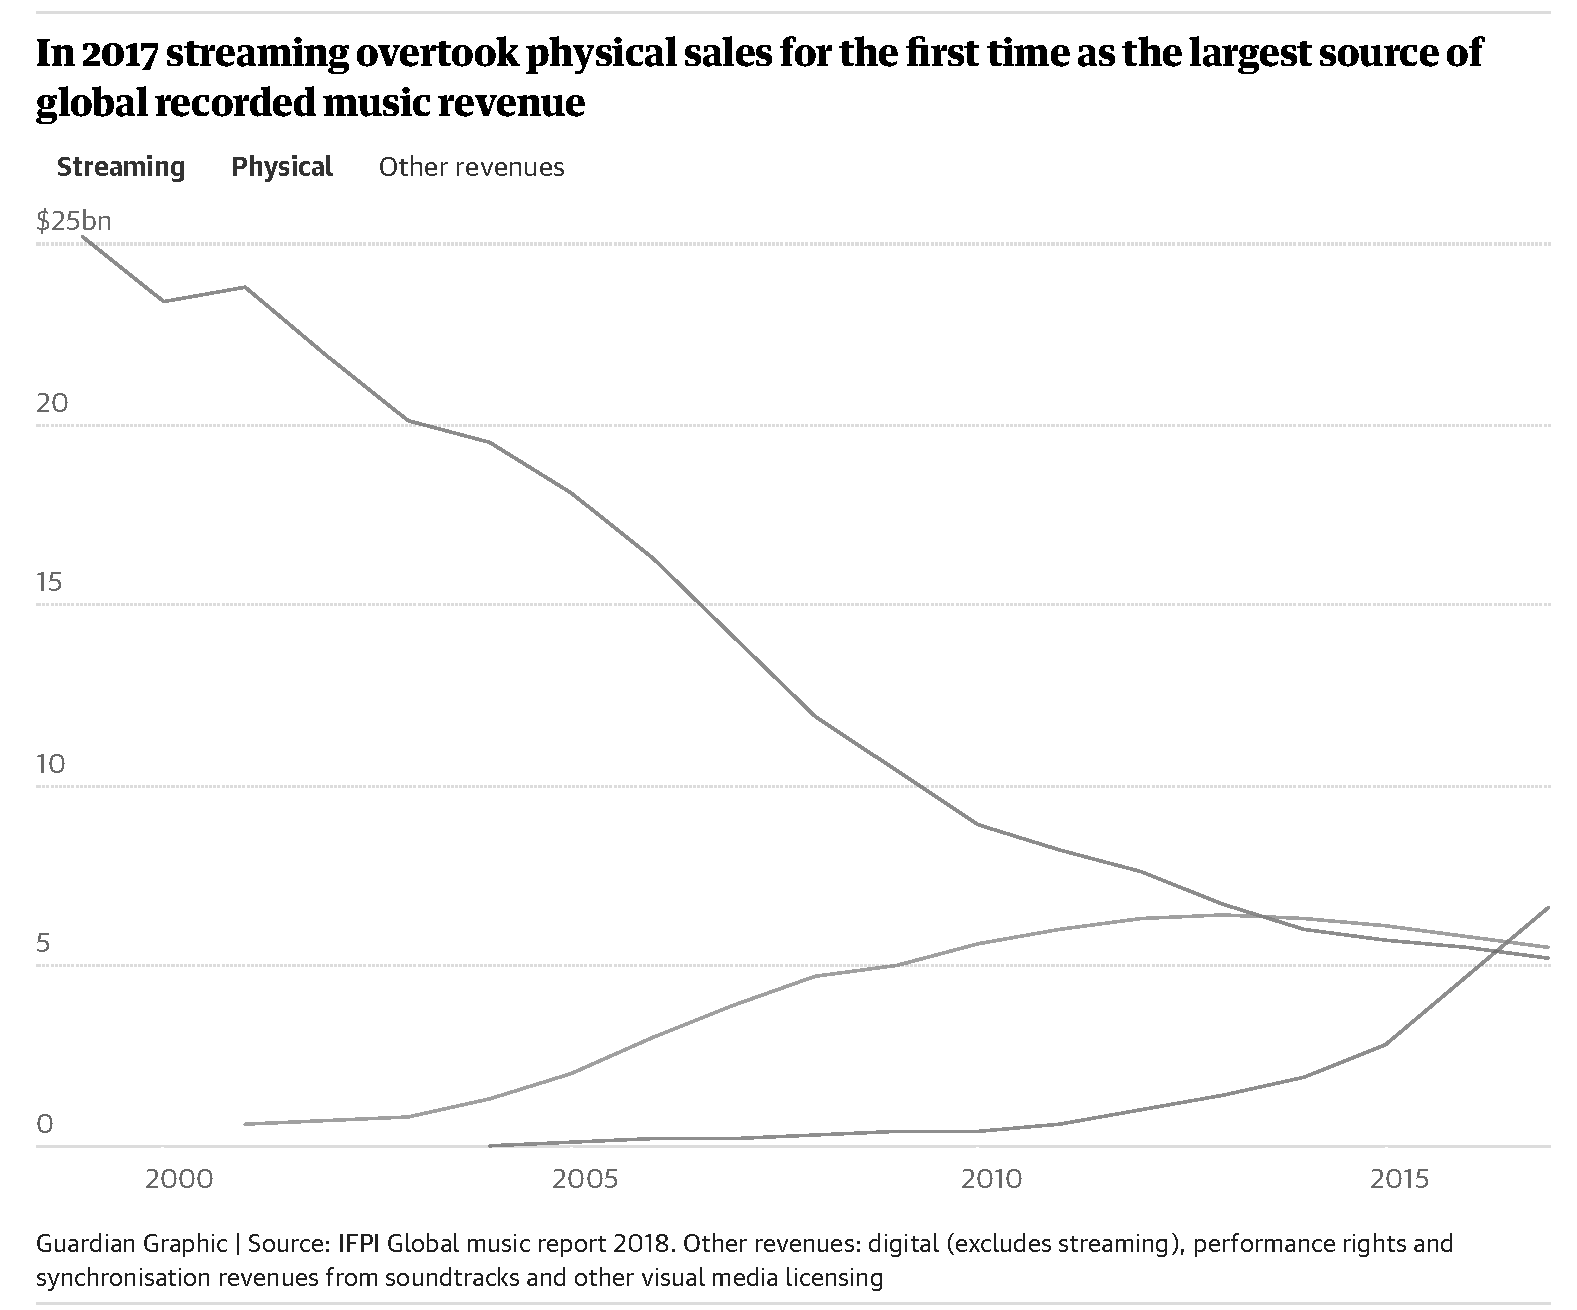 In 2017 streaming overtook physical sales for the first time as the largest source of
global recorded music revenue
Streaming Physical Other revenues
$25bn
20
15
10
5
0
2000 2005 2010 2015
Guardian Graphic | Source: IFPI Global music report 2018. Other revenues: digital (excludes streaming), performance rights and
synchronisation revenues from soundtracks and other visual media licensing